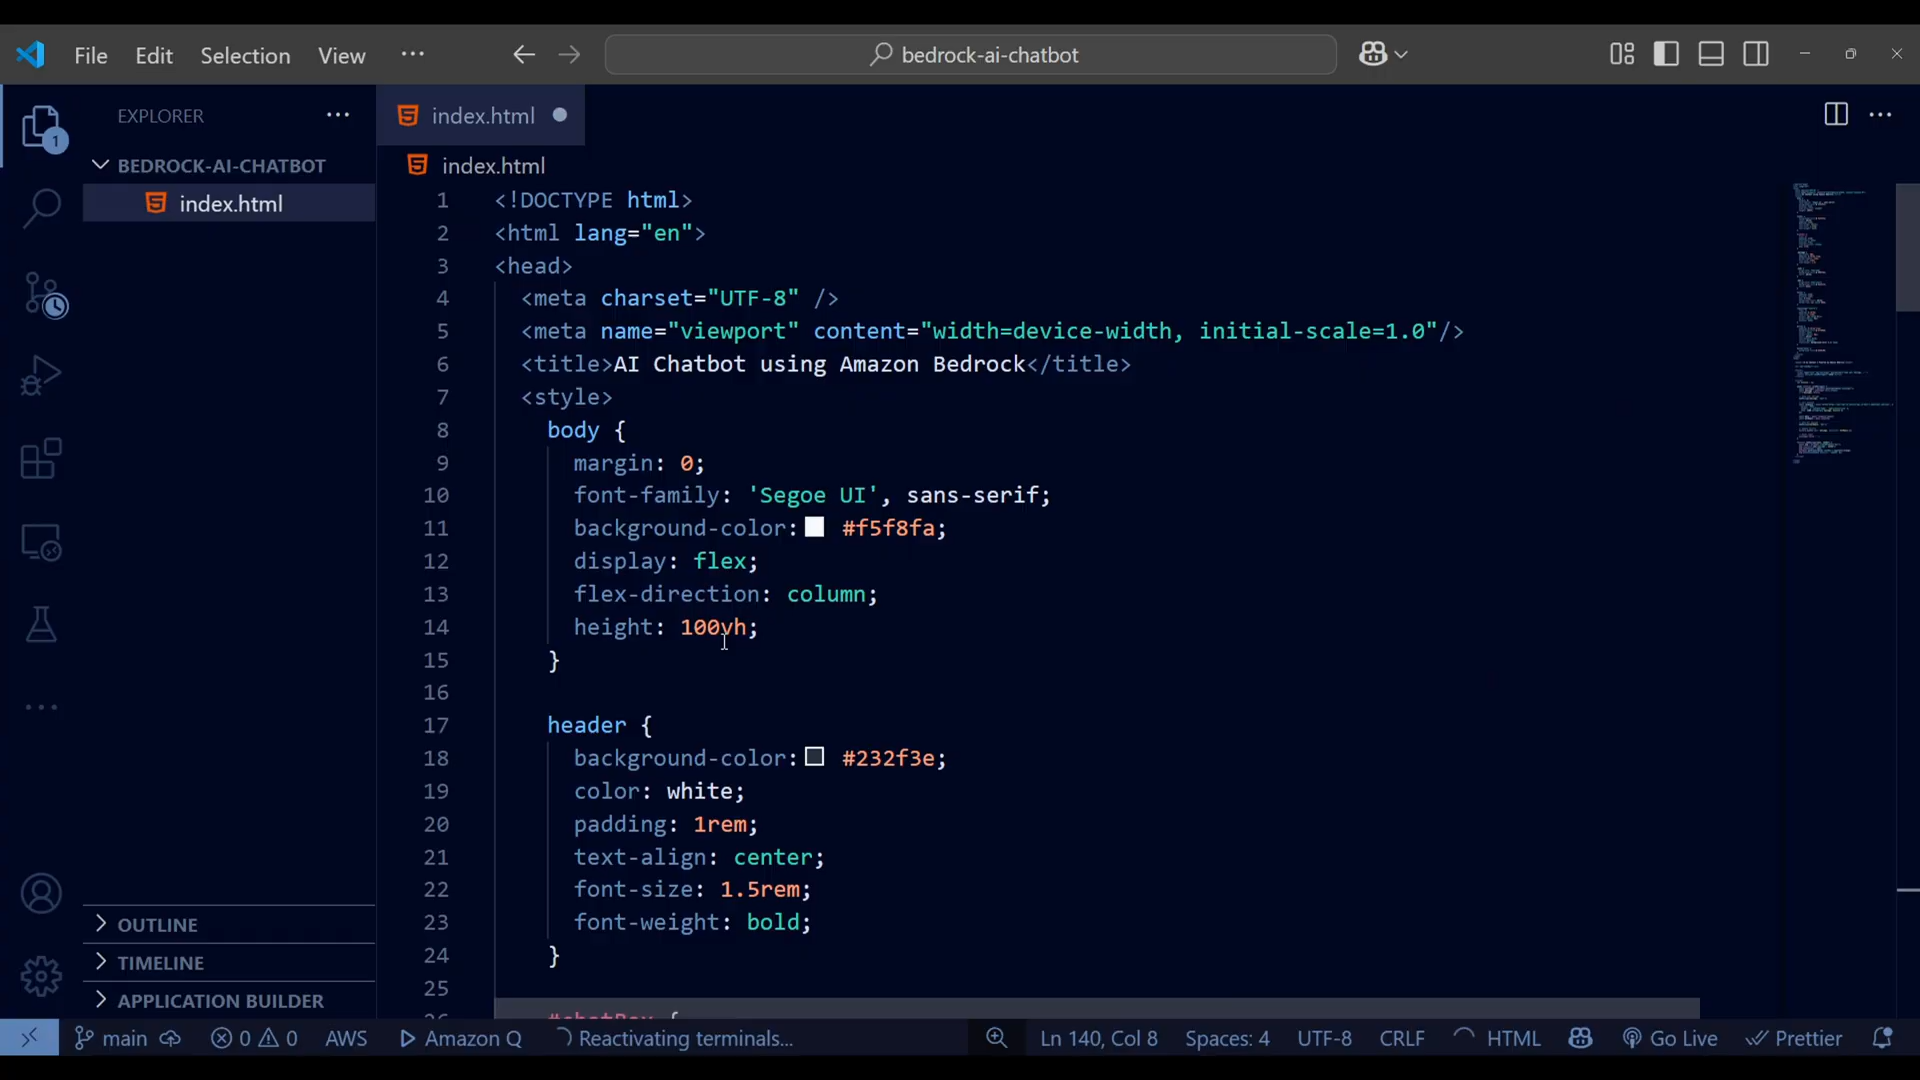 File Edit Selection View ··· bedrock-ai-chatbot
EXPLORER ···
index.html
1
BEDROCK-AI-CHATBOT
index.html
index.html
1 <!DOCTYPE html>
2 <html lang="en">
3 <head>
4 <meta charset="UTF-8" />
5 <meta name="viewport" content="width=device-width, initial-scale=1.0"/>
6 <title>AI Chatbot using Amazon Bedrock</title>
7 <style>
8 body {
9 margin: 0;
10 font-family: 'Segoe UI', sans-serif;
11 background-color: #f5f8fa;
12 display: flex;
13 flex-direction: column;
14 height: 100vh;
15 }
16
17 header {
18 background-color: #232f3e;
19 color: white;
20 padding: 1rem;
21 text-align: center;
22 font-size: 1.5rem;
23 font-weight: bold;
24 }
25
OUTLINE
TIMELINE
APPLICATION BUILDER
main 0 0 AWS Amazon Q Reactivating terminals... Ln 140, Col 8 Spaces: 4 UTF-8 CRLF HTML Go Live Prettier